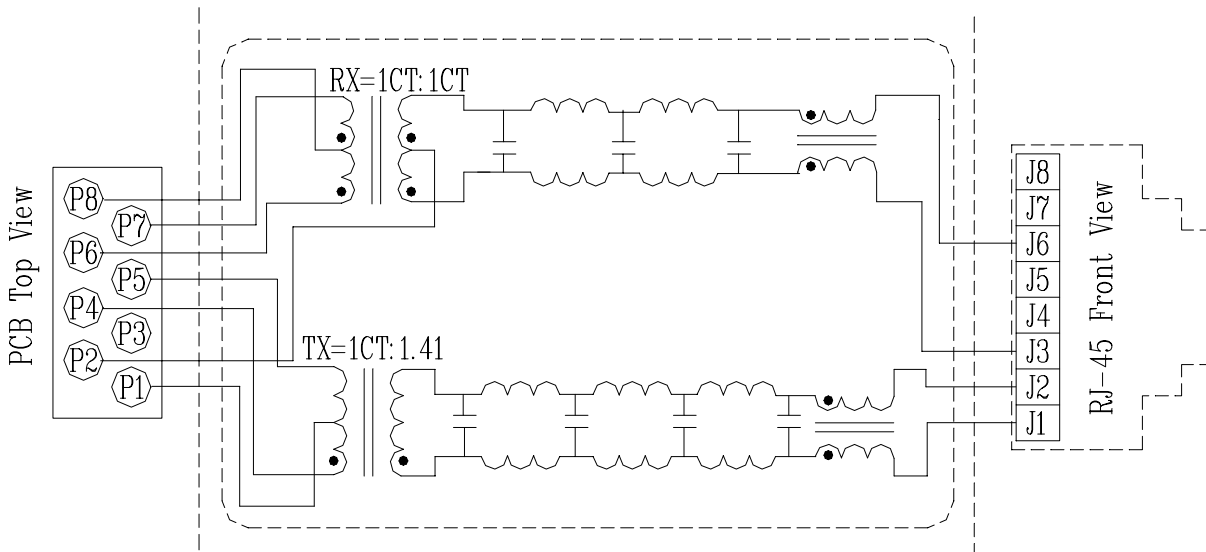 PCB Top View
P8
P7
P6
P5
P4
P3
P2
P1
RX=1CT:1CT
TX=1CT:1.41
J8
J7
J6
J5
J4
J3
J2
J1
RJ-45 Front View